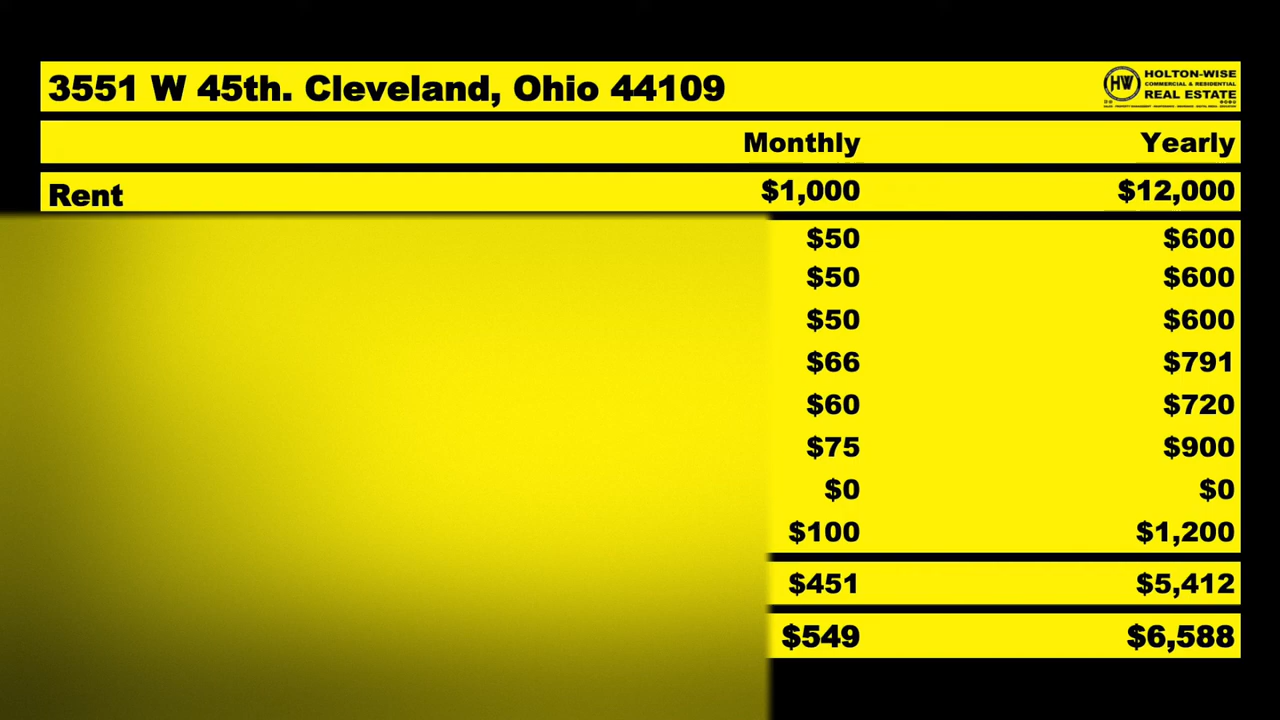 3551 W 45th. Cleveland, Ohio 44109
HW
HOLTON-WISE
COMMERCIAL & RESIDENTIAL
REAL ESTATE
Monthly Yearly
Rent $1,000 $12,000
$50 $600
$50 $600
$50 $600
$66 $791
$60 $720
$75 $900
$0 $0
$100 $1,200
$451 $5,412
$549 $6,588